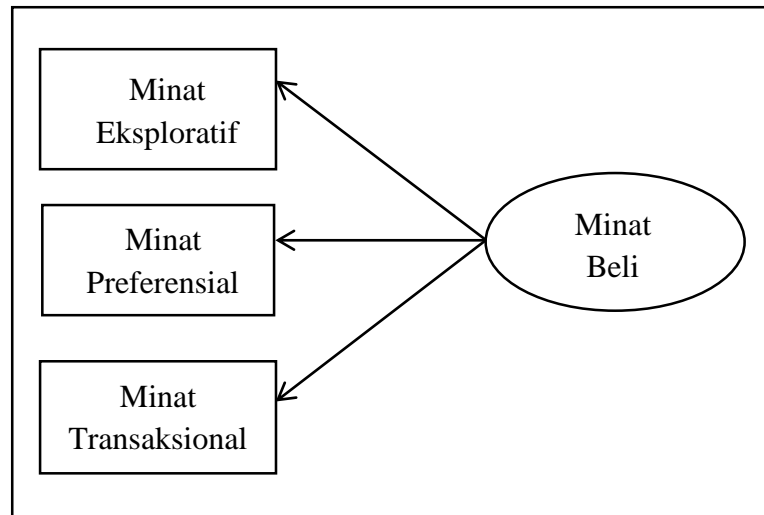 Minat
Eksploratif
Minat
Preferensial
Minat
Transaksional
Minat
Beli